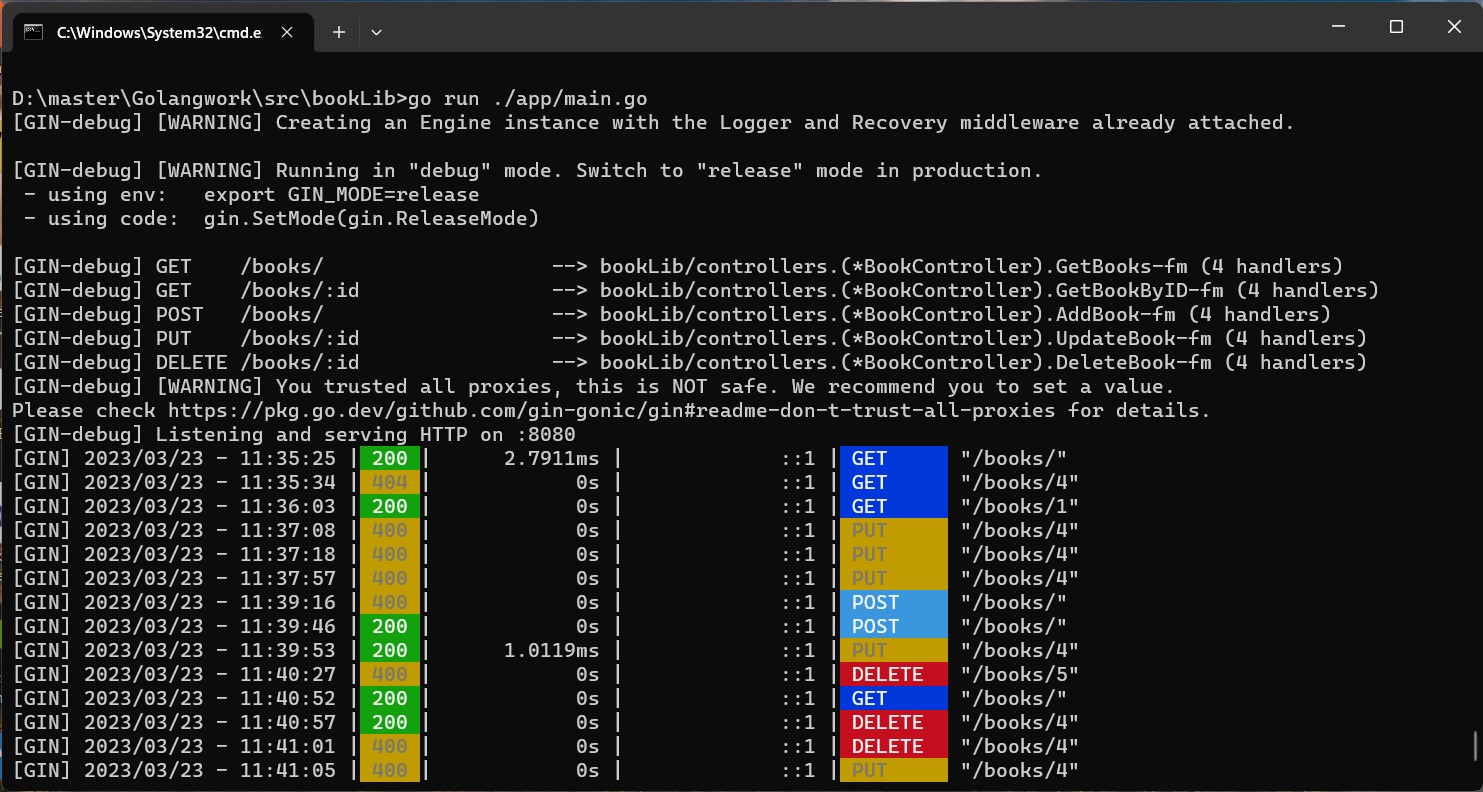 C:\Windows\System32\cmd.e
D:\master\Golangwork\src\bookLib>go run ./app/main.go
[GIN-debug] [WARNING] Creating an Engine instance with the Logger and Recovery middleware already attached.
[GIN-debug] [WARNING] Running in "debug" mode. Switch to "release" mode in production.
- using env:   export GIN_MODE=release
- using code:  gin.SetMode(gin.ReleaseMode)
[GIN-debug] GET    /books/                   --> bookLib/controllers.(*BookController).GetBooks-fm (4 handlers)
[GIN-debug] GET    /books/:id                --> bookLib/controllers.(*BookController).GetBookByID-fm (4 handlers)
[GIN-debug] POST   /books/                   --> bookLib/controllers.(*BookController).AddBook-fm (4 handlers)
[GIN-debug] PUT    /books/:id                --> bookLib/controllers.(*BookController).UpdateBook-fm (4 handlers)
[GIN-debug] DELETE /books/:id                --> bookLib/controllers.(*BookController).DeleteBook-fm (4 handlers)
[GIN-debug] [WARNING] You trusted all proxies, this is NOT safe. We recommend you to set a value.
Please check https://pkg.go.dev/github.com/gin-gonic/gin#readme-don-t-trust-all-proxies for details.
[GIN-debug] Listening and serving HTTP on :8080
[GIN] 2023/03/23 - 11:35:25 | 200 |      2.7911ms |             ::1 | GET      "/books/"
[GIN] 2023/03/23 - 11:35:34 | 404 |            0s |             ::1 | GET      "/books/4"
[GIN] 2023/03/23 - 11:36:03 | 200 |            0s |             ::1 | GET      "/books/1"
[GIN] 2023/03/23 - 11:37:08 | 400 |            0s |             ::1 | PUT      "/books/4"
[GIN] 2023/03/23 - 11:37:18 | 400 |            0s |             ::1 | PUT      "/books/4"
[GIN] 2023/03/23 - 11:37:57 | 400 |            0s |             ::1 | PUT      "/books/4"
[GIN] 2023/03/23 - 11:39:16 | 400 |            0s |             ::1 | POST     "/books/"
[GIN] 2023/03/23 - 11:39:46 | 200 |            0s |             ::1 | POST     "/books/"
[GIN] 2023/03/23 - 11:39:53 | 200 |      1.0119ms |             ::1 | PUT      "/books/4"
[GIN] 2023/03/23 - 11:40:27 | 400 |            0s |             ::1 | DELETE   "/books/5"
[GIN] 2023/03/23 - 11:40:52 | 200 |            0s |             ::1 | GET      "/books/"
[GIN] 2023/03/23 - 11:40:57 | 200 |            0s |             ::1 | DELETE   "/books/4"
[GIN] 2023/03/23 - 11:41:01 | 400 |            0s |             ::1 | DELETE   "/books/4"
[GIN] 2023/03/23 - 11:41:05 | 400 |            0s |             ::1 | PUT      "/books/4"